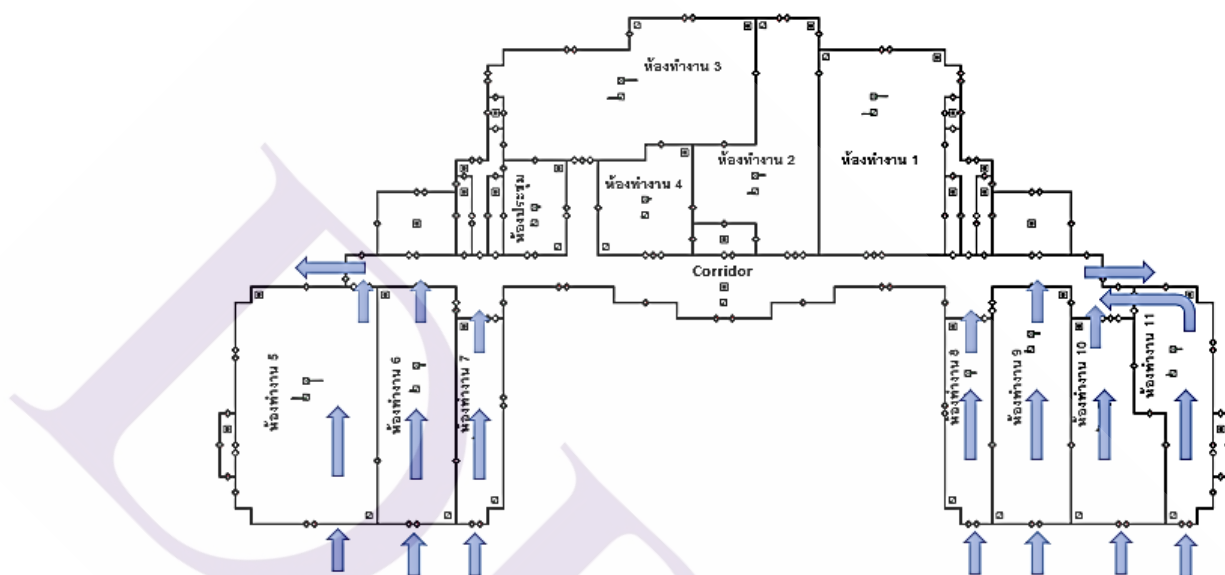 ห้องทำงาน 3
ห้องทำงาน 2
ห้องทำงาน 1
ห้องทำงาน 4
ห้องประชุม
Corridor
ห้องทำงาน 5
ห้องทำงาน 6
ห้องทำงาน 7
ห้องทำงาน 8
ห้องทำงาน 9
ห้องทำงาน 10
ห้องทำงาน 11